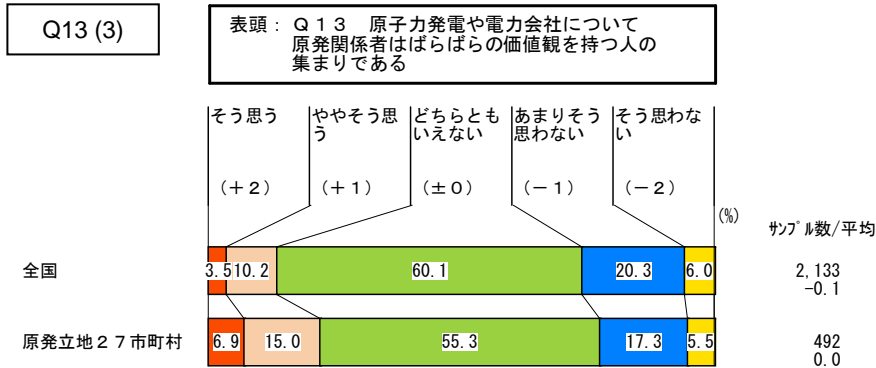 Q13 (3)
表頭： Ｑ１３　原子力発電や電力会社について
原発関係者はばらばらの価値観を持つ人の
集まりである
そう思う
ややそう思
う
どちらとも
いえない
あまりそう
思わない
そう思わな
い
（＋２）
（＋１）
（±０）
（－１）
（－２）
(%)
ｻﾝﾌﾟﾙ数/平均
全国
3.5
10.2
60.1
20.3
6.0
2,133
-0.1
原発立地２７市町村
6.9
15.0
55.3
17.3
5.5
492
0.0